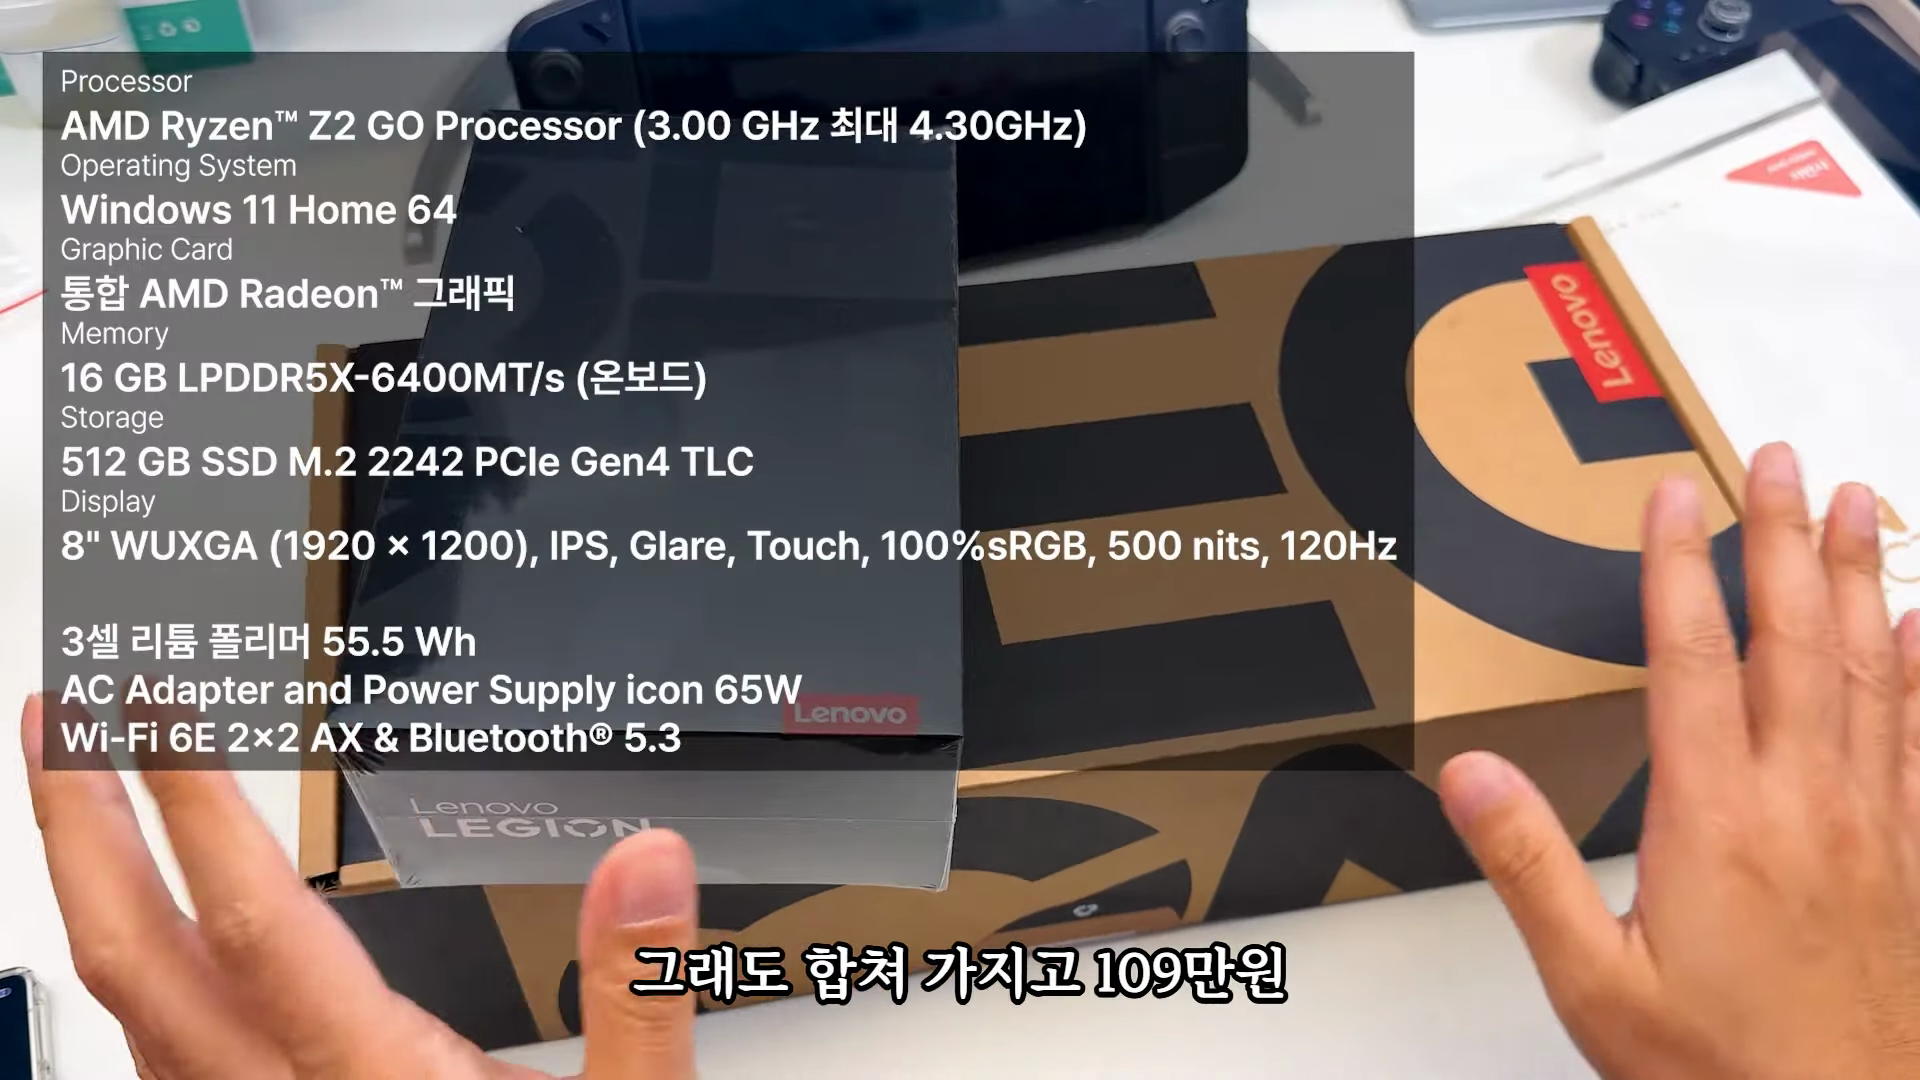 Processor
AMD Ryzen™ Z2 GO Processor (3.00 GHz 최대 4.30GHz)
Operating System
Windows 11 Home 64
Graphic Card
통합 AMD Radeon™ 그래픽
Memory
16 GB LPDDR5X-6400MT/s (온보드)
Storage
512 GB SSD M.2 2242 PCIe Gen4 TLC
Display
8" WUXGA (1920 × 1200), IPS, Glare, Touch, 100%sRGB, 500 nits, 120Hz
3셀 리튬 폴리머 55.5 Wh
AC Adapter and Power Supply icon 65W
Wi-Fi 6E 2x2 AX & Bluetooth® 5.3
Lenovo
Lenovo
Lenovo
LEGION
그래도 합쳐 가지고 109만원